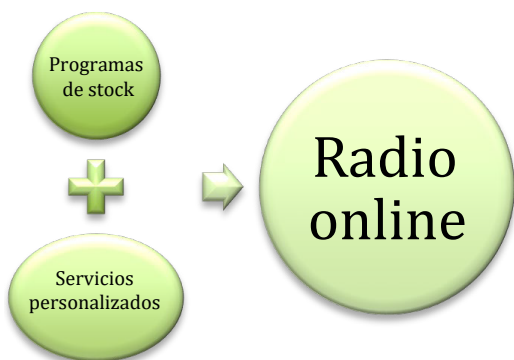 Programas
de stock
Servicios
personalizados
Radio
online